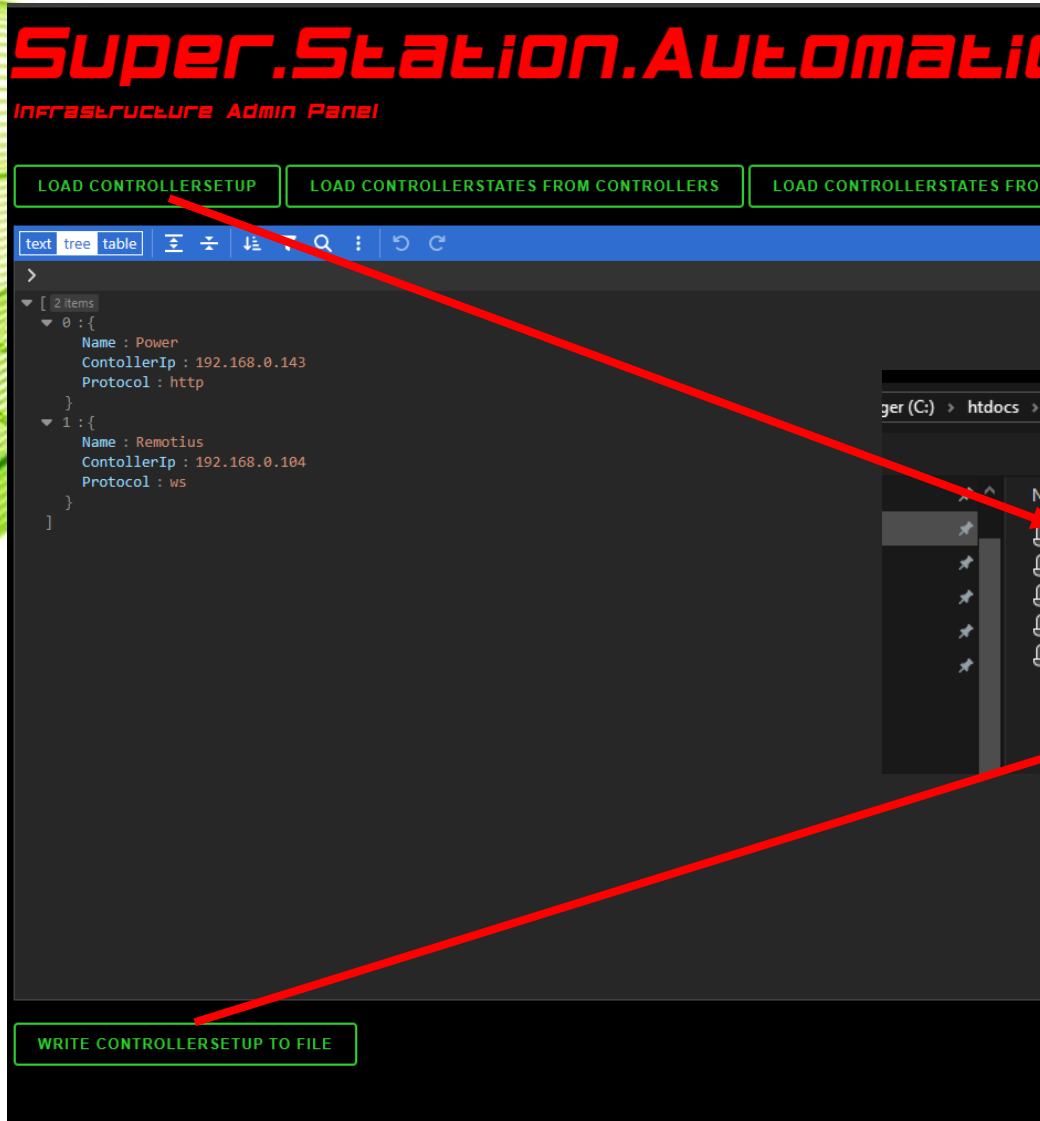 Super.Station.Automatio
Infrastructure Admin Panel
LOAD CONTROLLERSETUP
LOAD CONTROLLERSTATES FROM CONTROLLERS
LOAD CONTROLLERSTATES FRO
text tree table
[ 2 items
0 : {
Name : Power
ContollerIp : 192.168.0.143
Protocol : http
}
1 : {
Name : Remotius
ContollerIp : 192.168.0.104
Protocol : ws
}
]
ger (C:) > htdocs >
N
WRITE CONTROLLERSETUP TO FILE